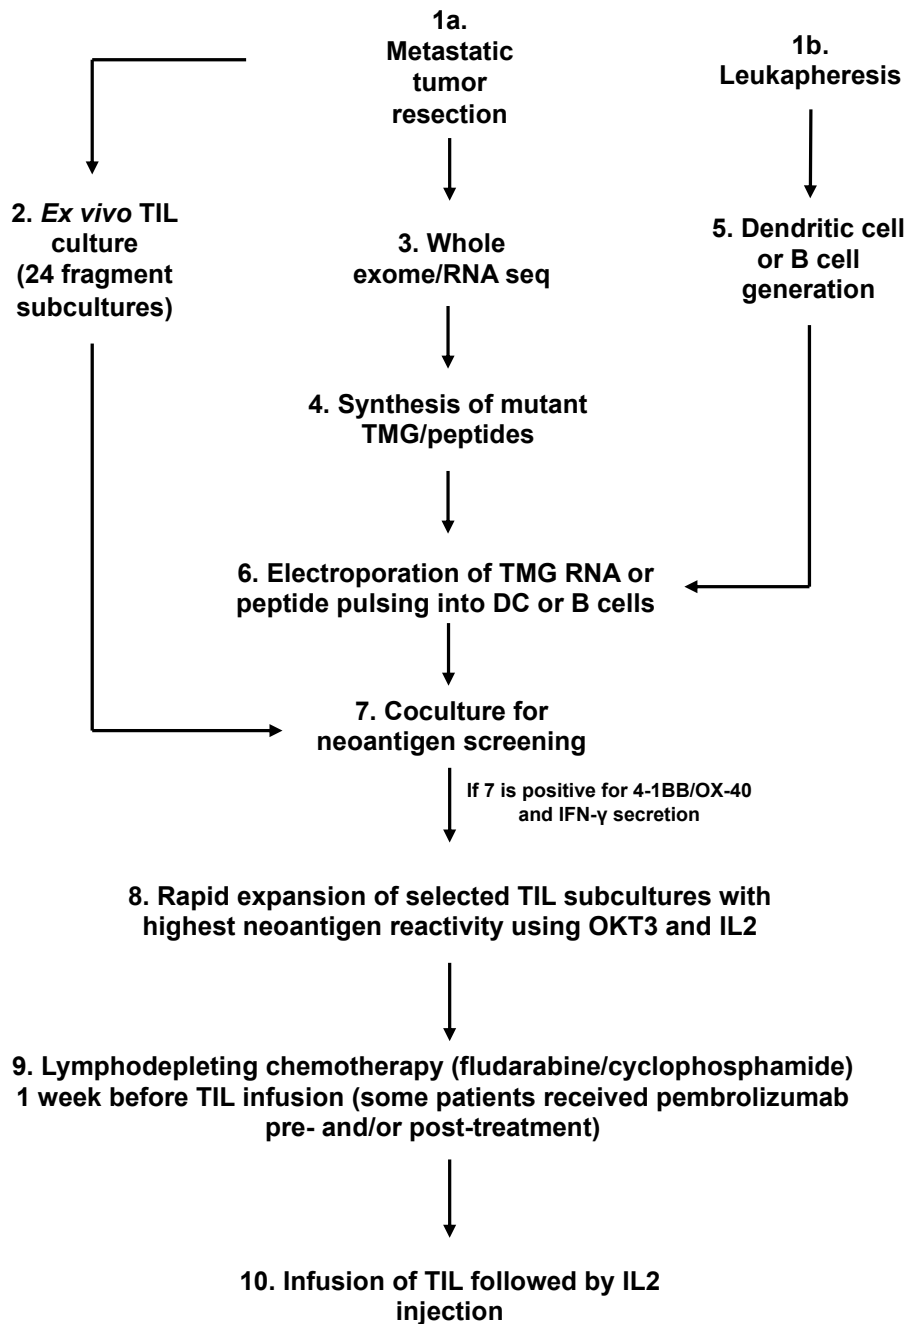 1a.
Metastatic
tumor
resection
1b.
Leukapheresis
2. Ex vivo TIL
culture
(24 fragment
subcultures)
3. Whole
exome/RNA seq
5. Dendritic cell
or B cell
generation
4. Synthesis of mutant
TMG/peptides
6. Electroporation of TMG RNA or
peptide pulsing into DC or B cells
7. Coculture for
neoantigen screening
If 7 is positive for 4-1BB/OX-40
and IFN-γ secretion
8. Rapid expansion of selected TIL subcultures with
highest neoantigen reactivity using OKT3 and IL2
9. Lymphodepleting chemotherapy (fludarabine/cyclophosphamide)
1 week before TIL infusion (some patients received pembrolizumab
pre- and/or post-treatment)
10. Infusion of TIL followed by IL2
injection